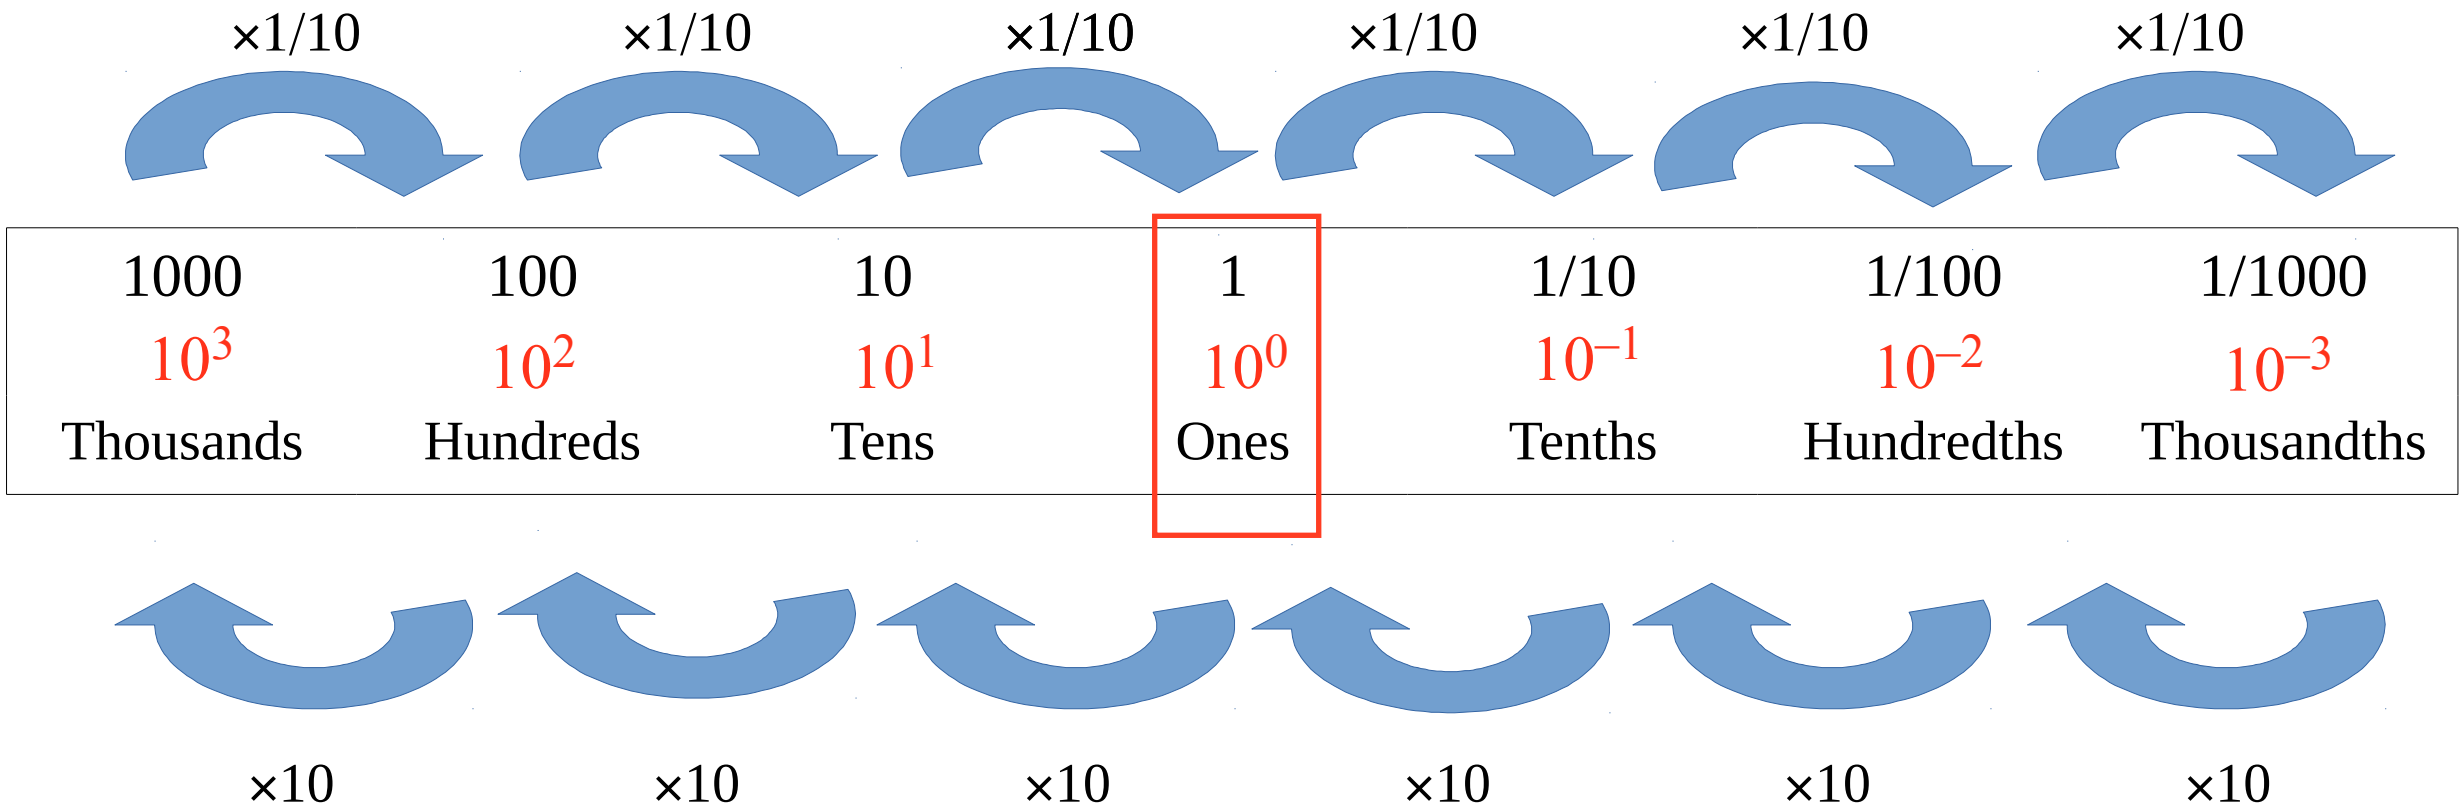 ×1/10 ×1/10 ×1/10 ×1/10 ×1/10 ×1/10
1000 100 10 1 1/10 1/100 1/1000
10³ 10² 10¹ 10⁰ 10⁻¹ 10⁻² 10⁻³
Thousands Hundreds Tens Ones Tenths Hundredths Thousandths
×10 ×10 ×10 ×10 ×10 ×10